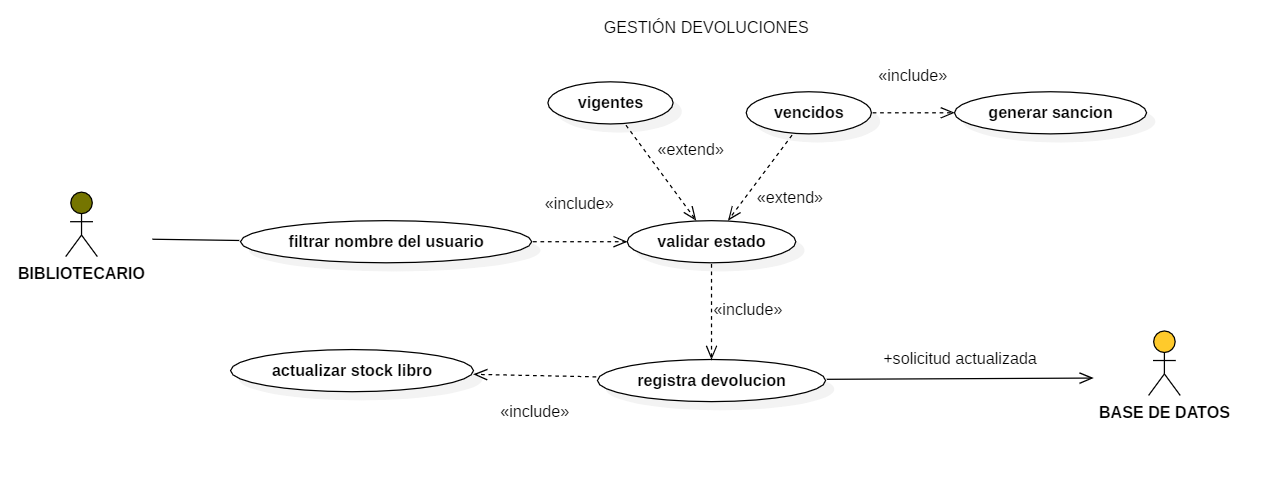 GESTIÓN DEVOLUCIONES
«include»
vigentes
vencidos
generar sancion
«extend»
«extend»
«include»
filtrar nombre del usuario
validar estado
BIBLIOTECARIO
«include»
+solicitud actualizada
actualizar stock libro
registra devolucion
«include»
BASE DE DATOS